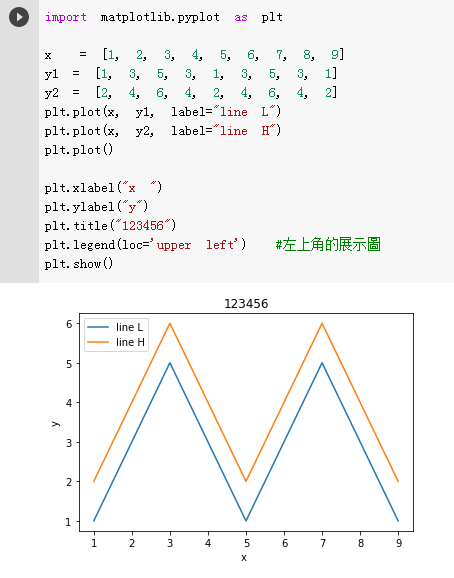 import matplotlib.pyplot as plt
x = [1, 2, 3, 4, 5, 6, 7, 8, 9]
y1 = [1, 3, 5, 3, 1, 3, 5, 3, 1]
y2 = [2, 4, 6, 4, 2, 4, 6, 4, 2]
plt.plot(x, y1, label="line L")
plt.plot(x, y2, label="line H")
plt.plot()
plt.xlabel("x ")
plt.ylabel("y")
plt.title("123456")
plt.legend(loc='upper left') #左上角的展示圖
plt.show()
123456
line L
line H
6
5
4
3
2
1
y
1 2 3 4 5 6 7 8 9
x